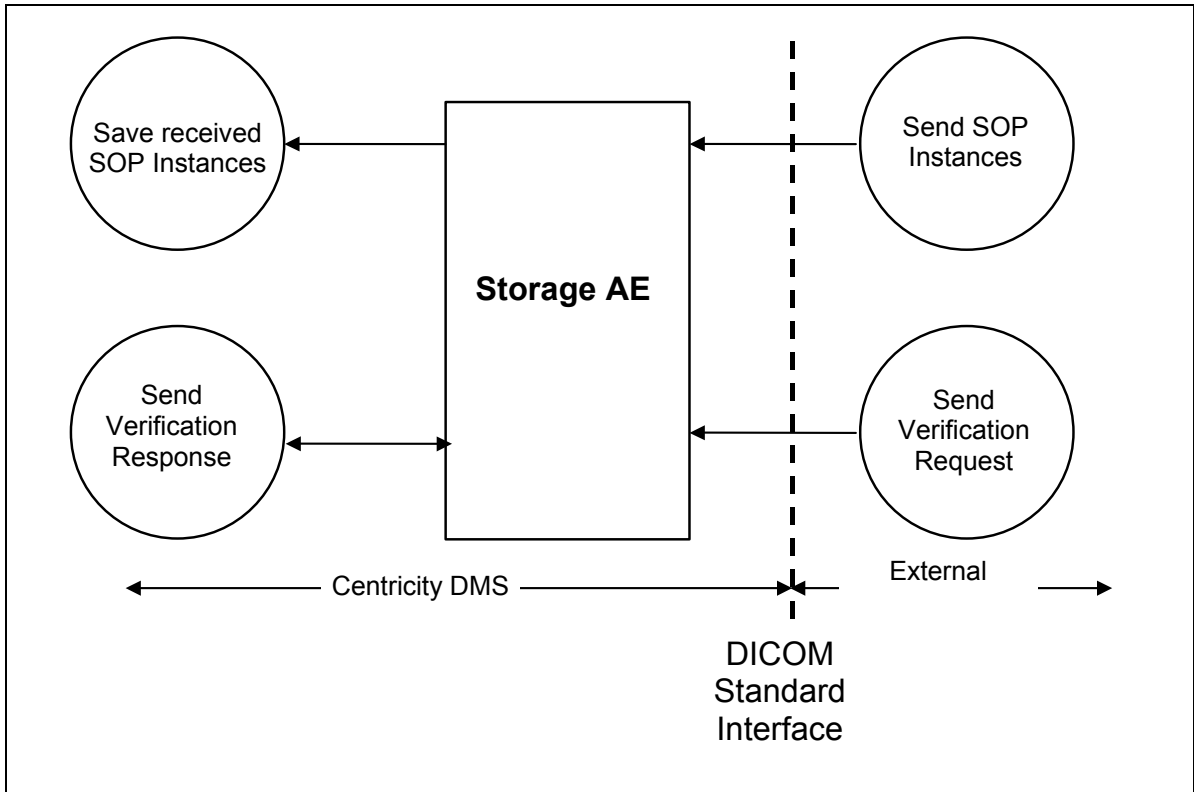 Save received
SOP Instances
Send SOP
Instances
Storage AE
Send
Verification
Response
Send
Verification
Request
Centricity DMS
External
DICOM
Standard
Interface